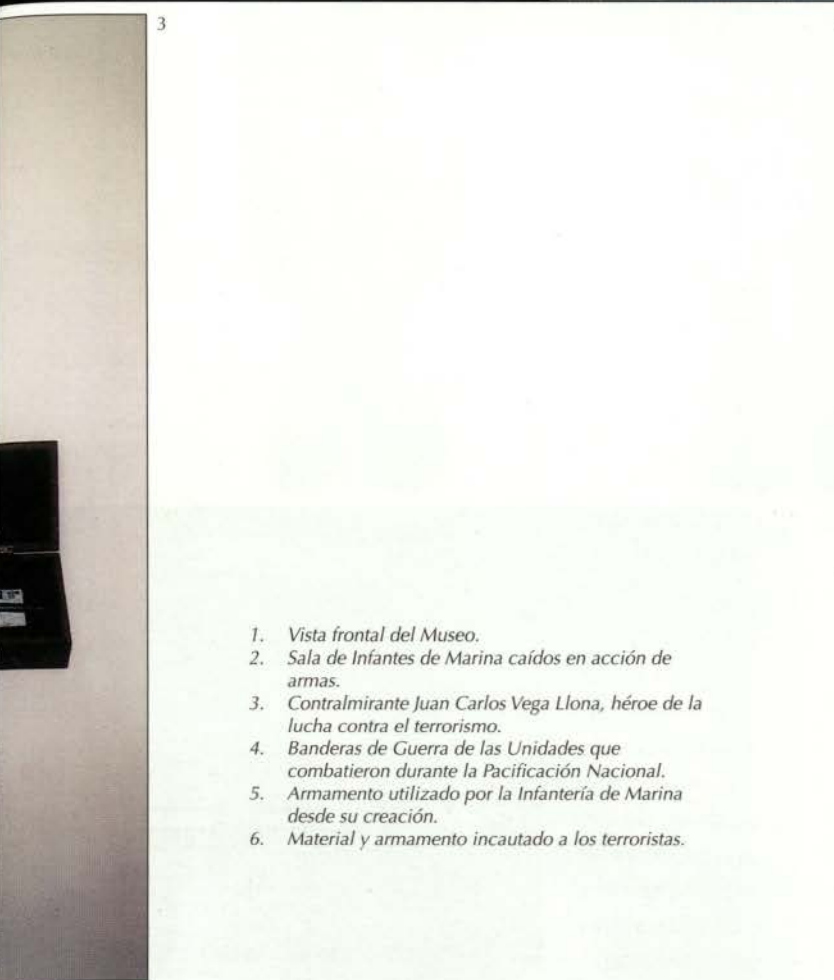 3
1. Vista frontal del Museo.
2. Sala de Infantes de Marina caídos en acción de
armas.
3. Contralmirante Juan Carlos Vega Llona, héroe de la
lucha contra el terrorismo.
4. Banderas de Guerra de las Unidades que
combatieron durante la Pacificación Nacional.
5. Armamento utilizado por la Infantería de Marina
desde su creación.
6. Material y armamento incautado a los terroristas.